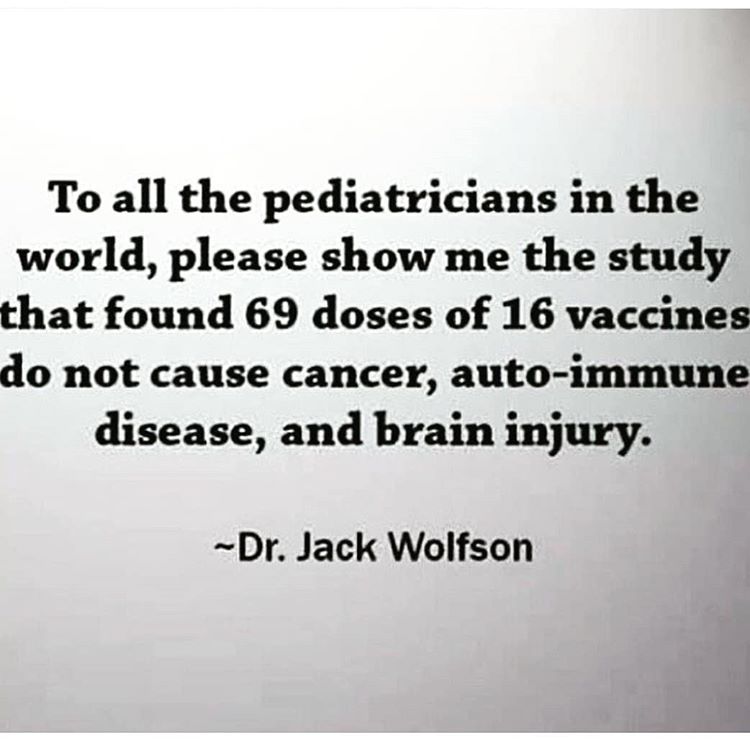 To all the pediatricians in the
world, please show me the study
that found 69 doses of 16 vaccines
do not cause cancer, auto-immune
disease, and brain injury.
~Dr. Jack Wolfson